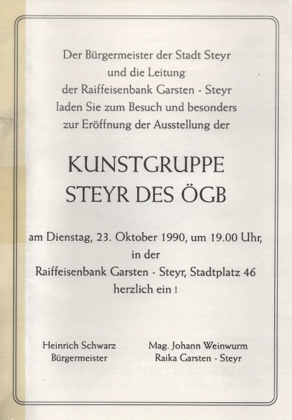 Der Bürgermeister der Stadt Steyr
und die Leitung
der Raiffeisenbank Garsten - Steyr
laden Sie zum Besuch und besonders
zur Eröffnung der Ausstellung der
KUNSTGRUPPE
STEYR DES ÖGB
am Dienstag, 23. Oktober 1990, um 19.00 Uhr,
in der
Raiffeisenbank Garsten - Steyr, Stadtplatz 46
herzlich ein !
Heinrich Schwarz
Bürgermeister
Mag. Johann Weinwurm
Raika Garsten - Steyr